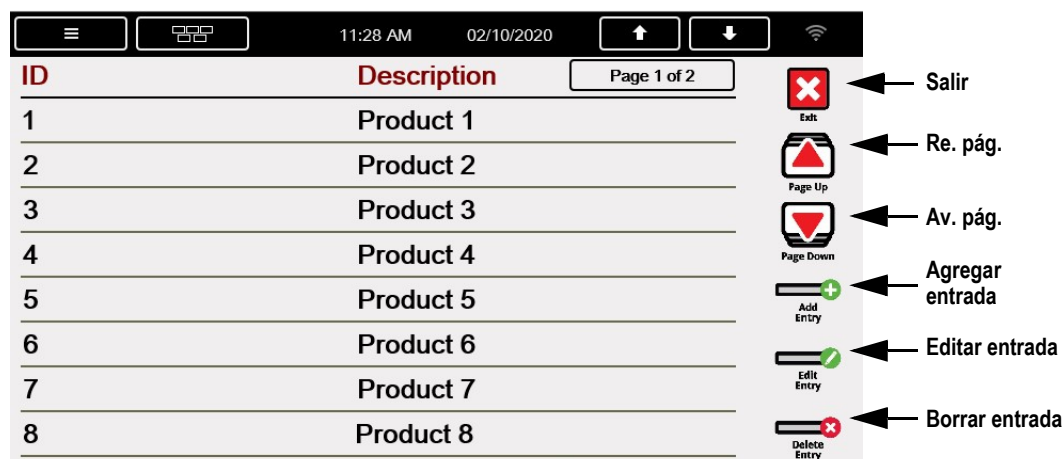 11:28 AM 02/10/2020
ID Description Page 1 of 2
Exit
Salir
1 Product 1
2 Product 2
Page Up
Re. pág.
3 Product 3
Page Down
Av. pág.
4 Product 4
5 Product 5
Add
Entry
Agregar
entrada
6 Product 6
Edit
Entry
Editar entrada
7 Product 7
8 Product 8
Delete
Entry
Borrar entrada